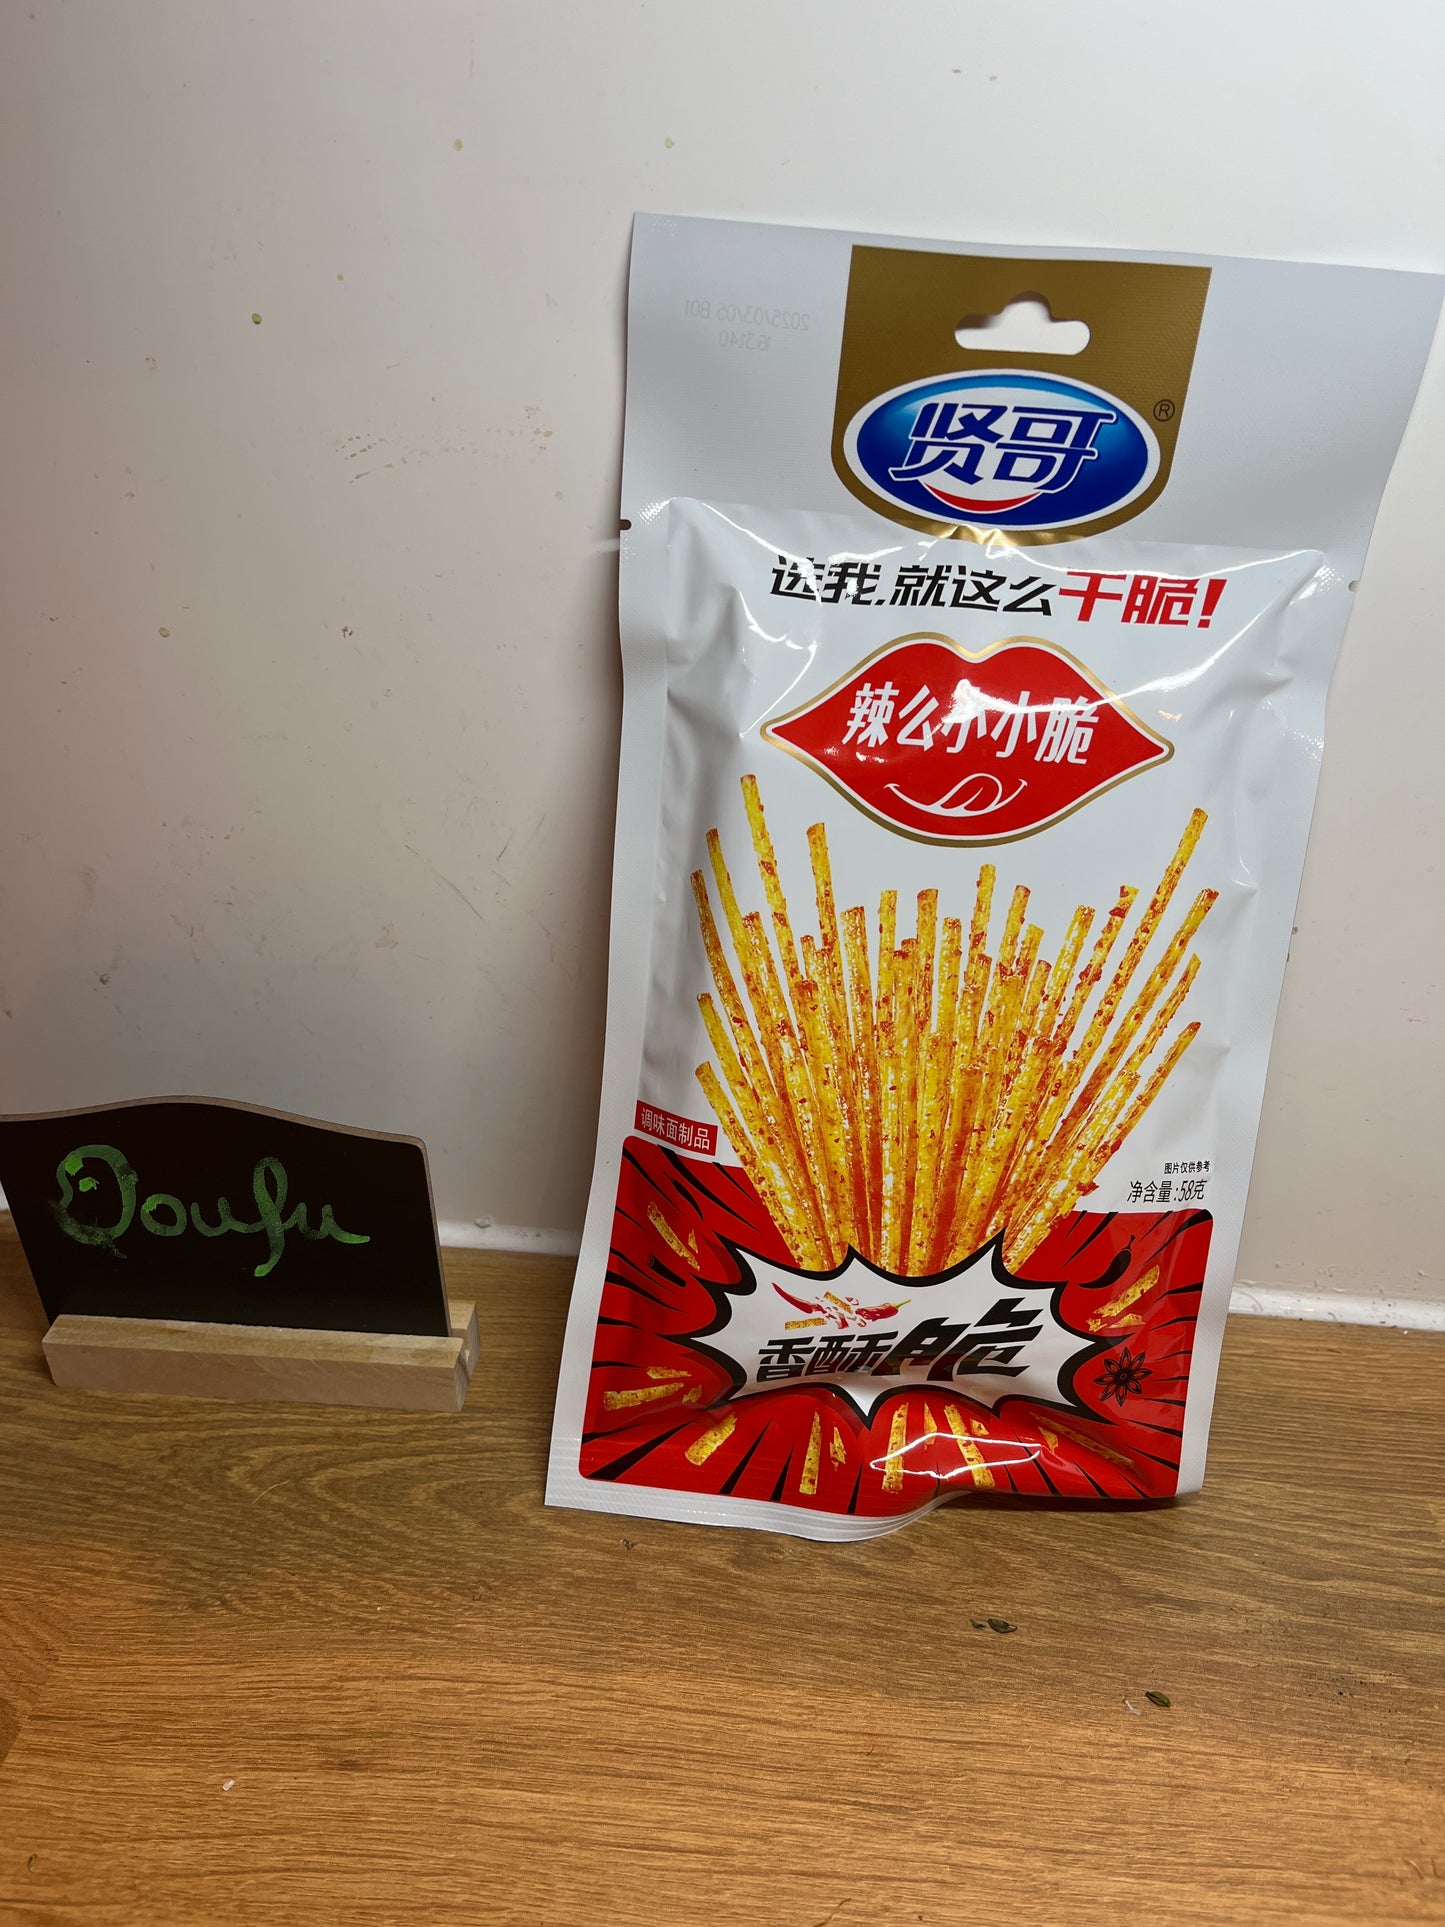 2025/03/05 B01
16:31:40
贤哥
®
选我,就这么干脆!
辣么小小脆
调味面制品
图片仅供参考
净含量:58克
香酥脆
Doufu